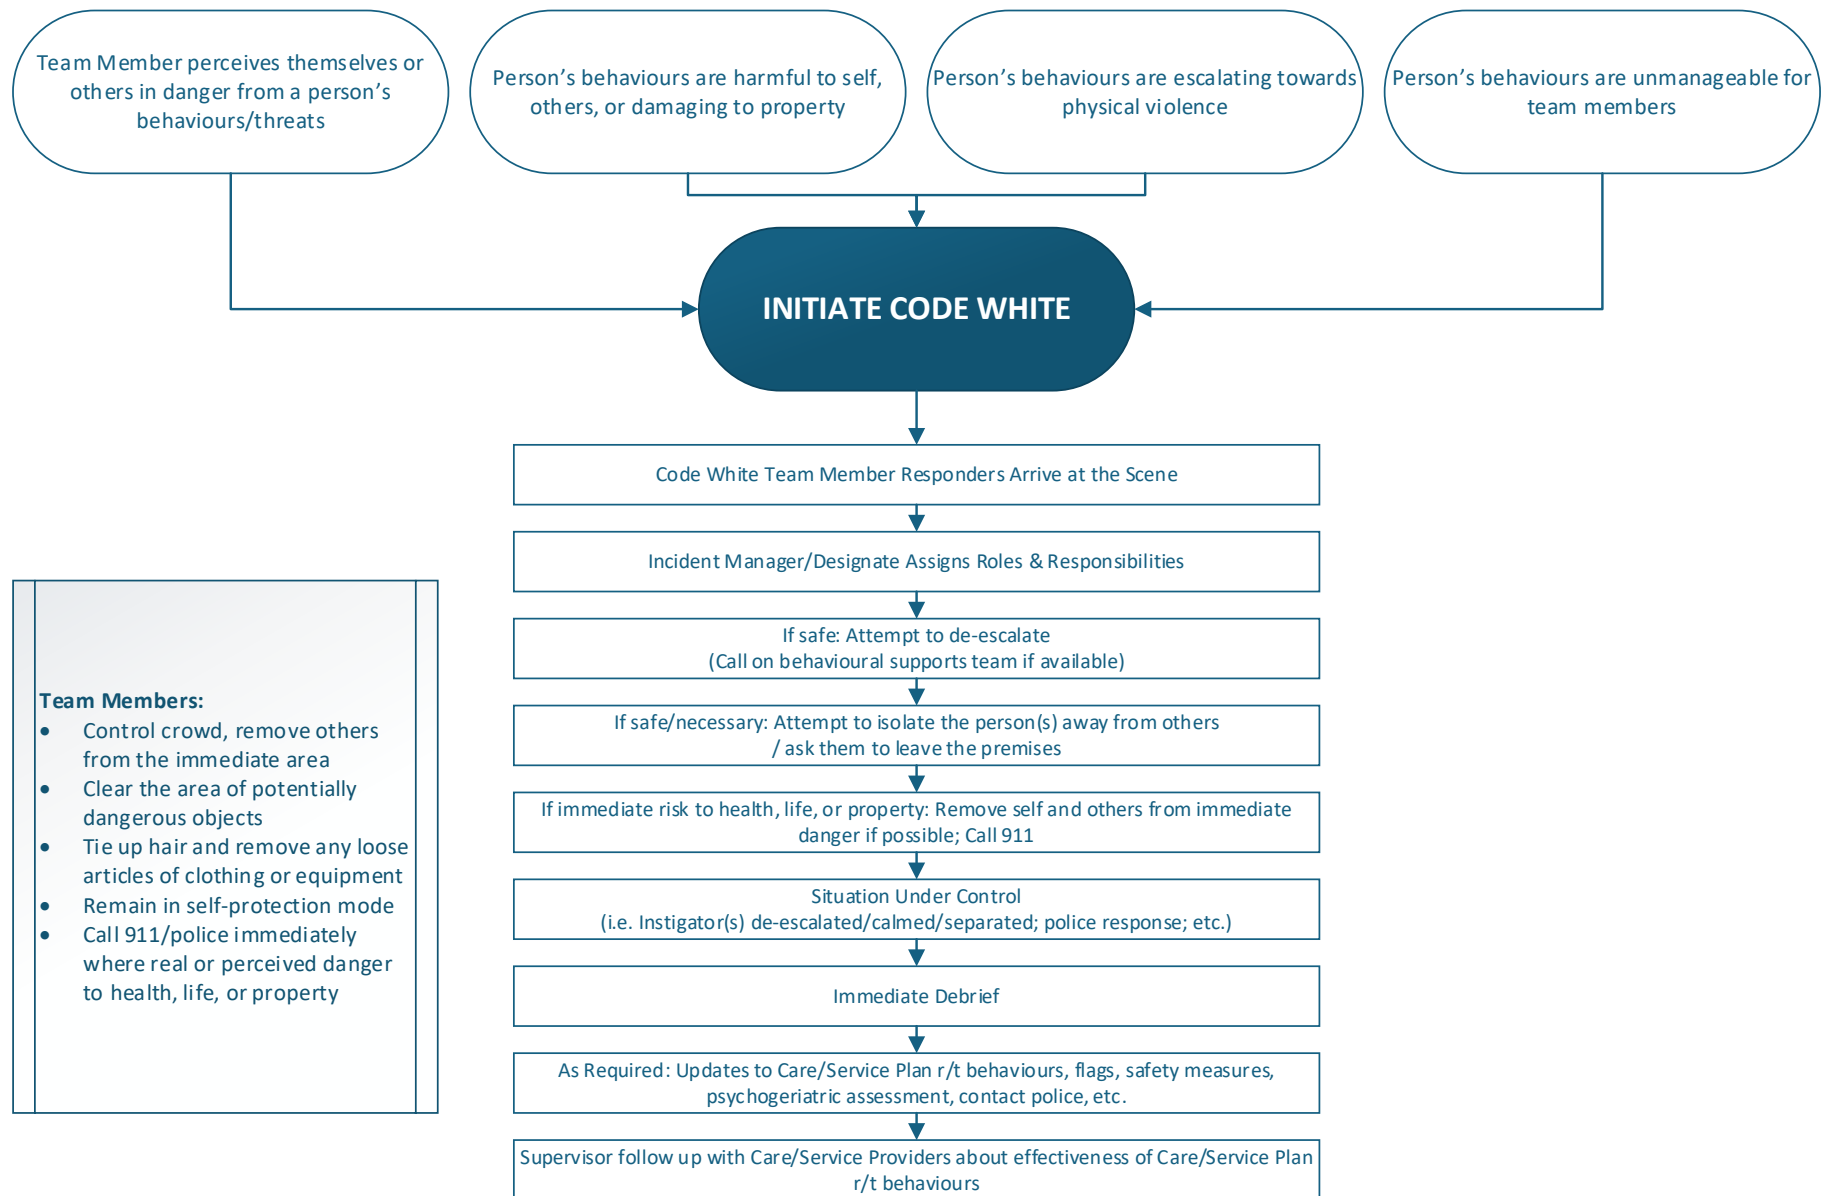 Team Member perceives themselves or
others in danger from a person's
behaviours/threats
Person's behaviours are harmful to self,
others, or damaging to property
Person's behaviours are escalating towards
physical violence
Person's behaviours are unmanageable for
team members
INITIATE CODE WHITE
Code White Team Member Responders Arrive at the Scene
Incident Manager/Designate Assigns Roles & Responsibilities
If safe: Attempt to de-escalate
(Call on behavioural supports team if available)
If safe/necessary: Attempt to isolate the person(s) away from others
/ ask them to leave the premises
If immediate risk to health, life, or property: Remove self and others from immediate
danger if possible; Call 911
Situation Under Control
(i.e. Instigator(s) de-escalated/calmed/separated; police response; etc.)
Immediate Debrief
As Required: Updates to Care/Service Plan r/t behaviours, flags, safety measures,
psychogeriatric assessment, contact police, etc.
Supervisor follow up with Care/Service Providers about effectiveness of Care/Service Plan
r/t behaviours
Team Members:
• Control crowd, remove others
from the immediate area
• Clear the area of potentially
dangerous objects
• Tie up hair and remove any loose
articles of clothing or equipment
• Remain in self-protection mode
• Call 911/police immediately
where real or perceived danger
to health, life, or property